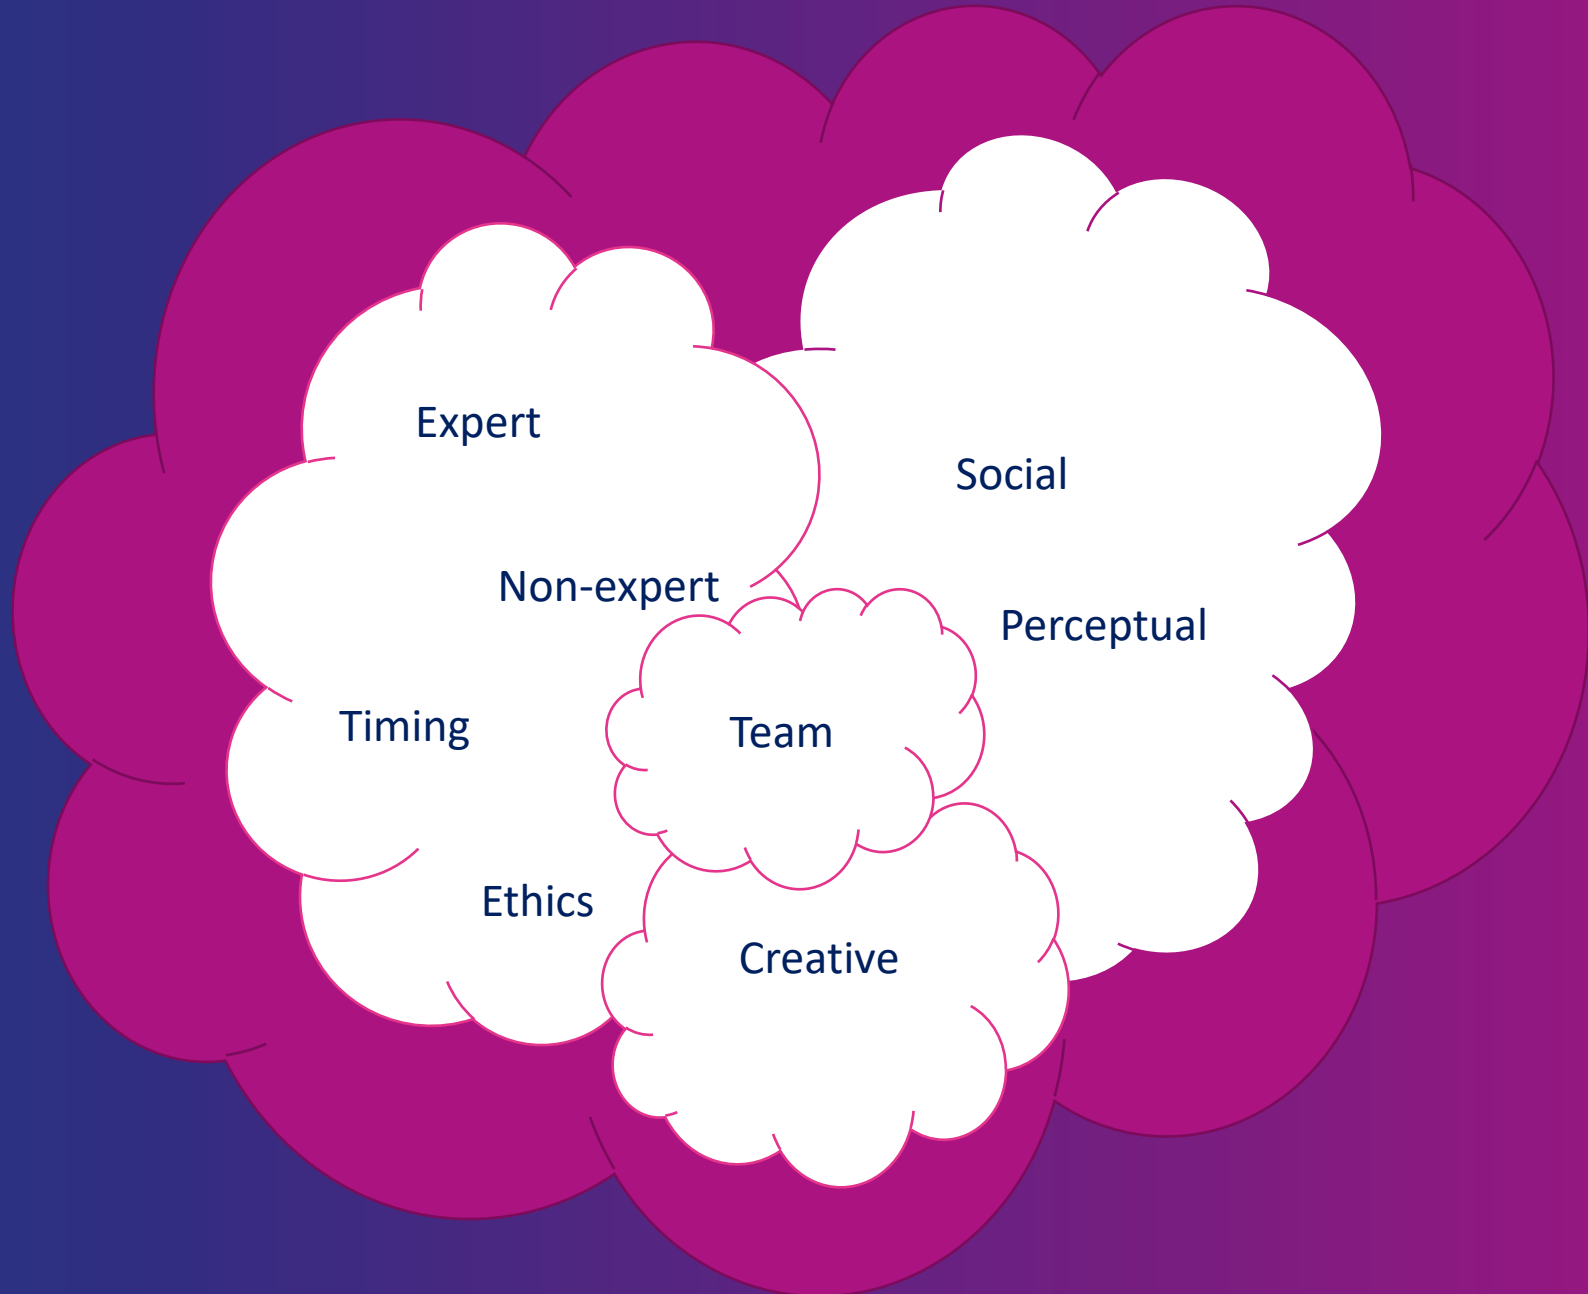 Expert
Social
Non-expert
Perceptual
Timing
Team
Ethics
Creative